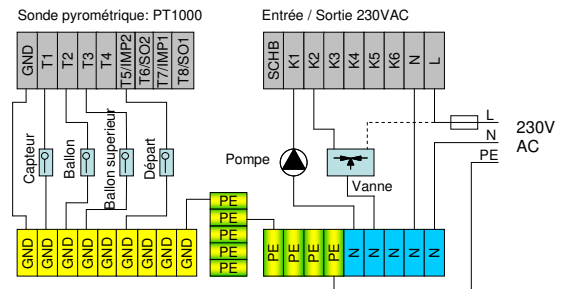 Sonde pyrométrique: PT1000
Entrée / Sortie 230VAC
GND
T1
T2
T3
T4
T5/IMP2
T6/SO2
T7/IMP1
T8/SO1
SCHB
K1
K2
K3
K4
K5
K6
N
L
Capteur
Ballon
Ballon superieur
Départ
Pompe
Vanne
L
N
PE
230V
AC
PE
PE
PE
PE
PE
GND
GND
GND
GND
GND
GND
GND
GND
GND
PE
PE
PE
PE
N
N
N
N
N